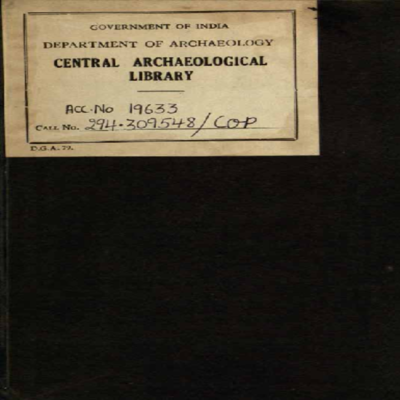 GOVERNMENT OF INDIA
DEPARTMENT OF ARCHAEOLOGY
CENTRAL ARCHAEOLOGICAL
LIBRARY
ACC. No 19633
CALL No. 294.309548/COP
D.G.A. 79.